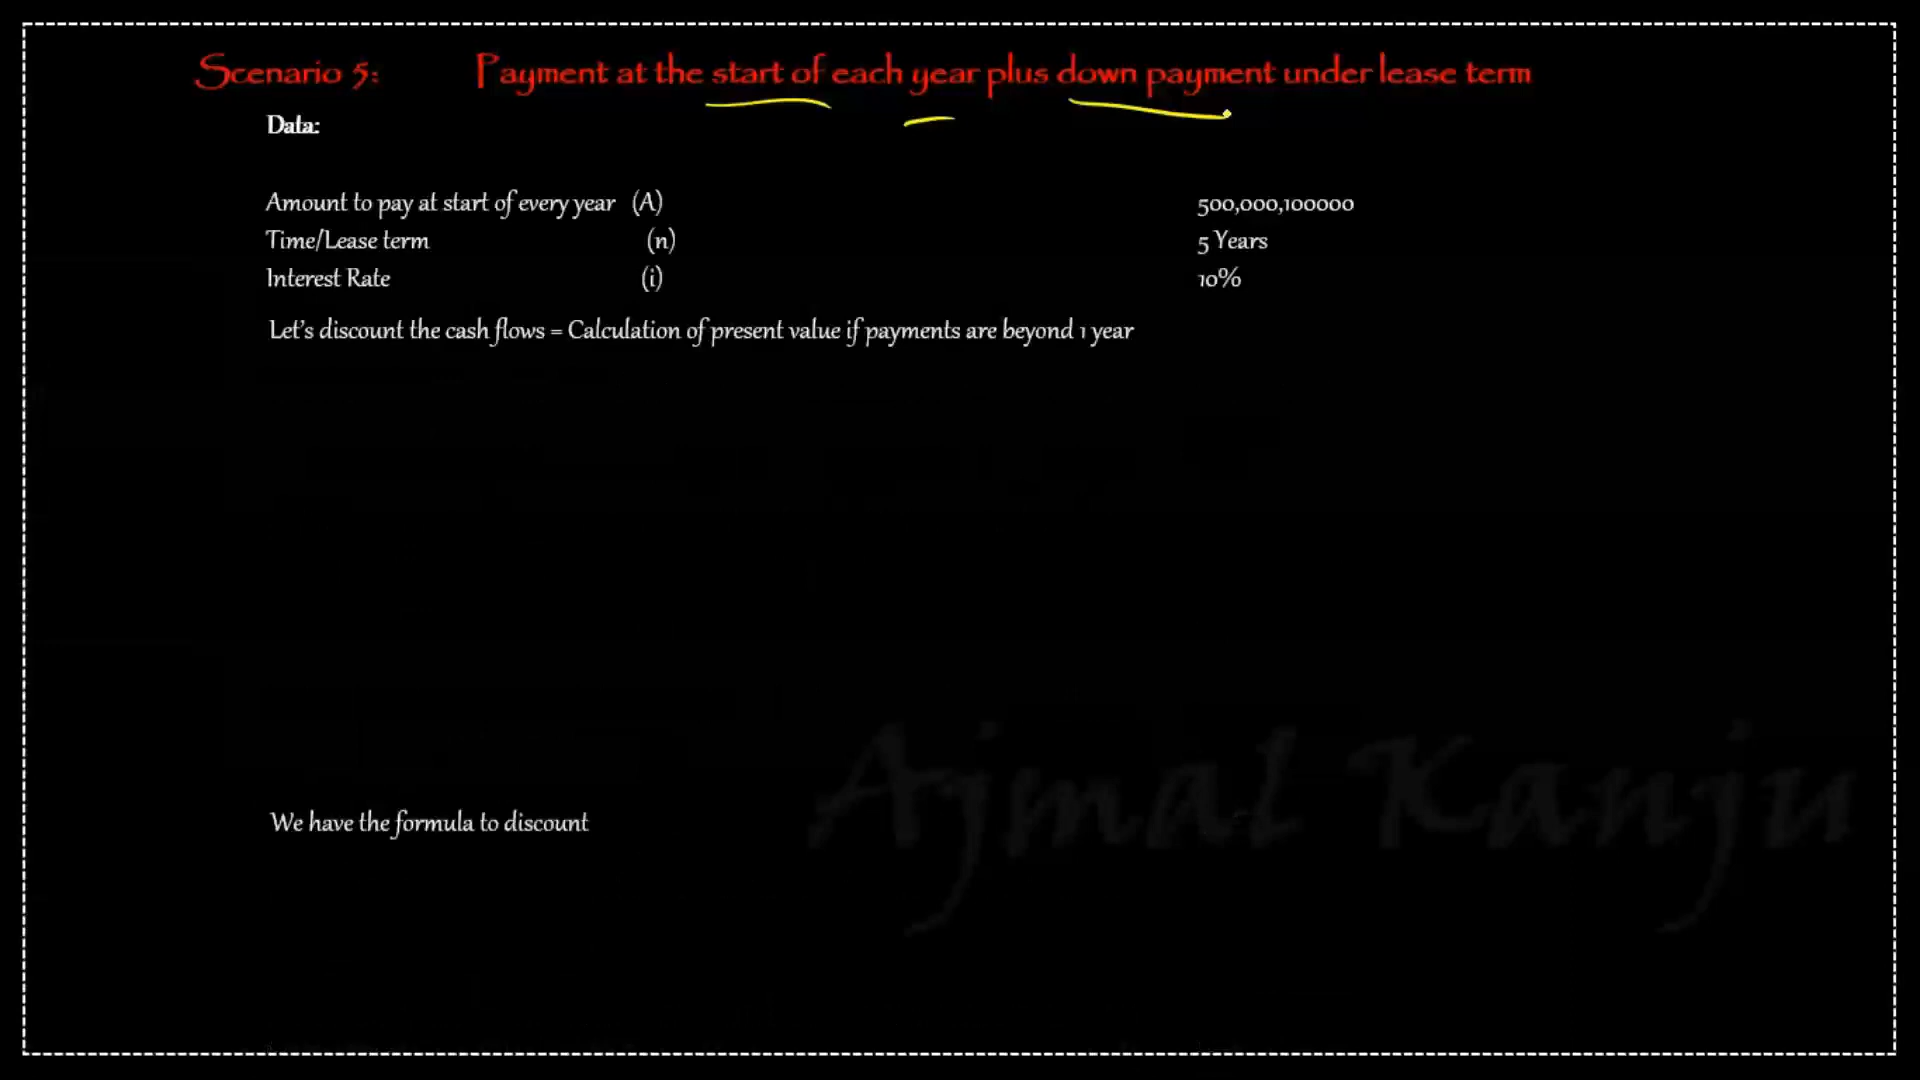 Scenario 5: Payment at the start of each year plus down payment under lease term
Data:
Amount to pay at start of every year (A) 500,000,100000
Time/Lease term (n) 5 Years
Interest Rate (i) 10%
Let's discount the cash flows = Calculation of present value if payments are beyond 1 year
Ajmal Kanju
We have the formula to discount